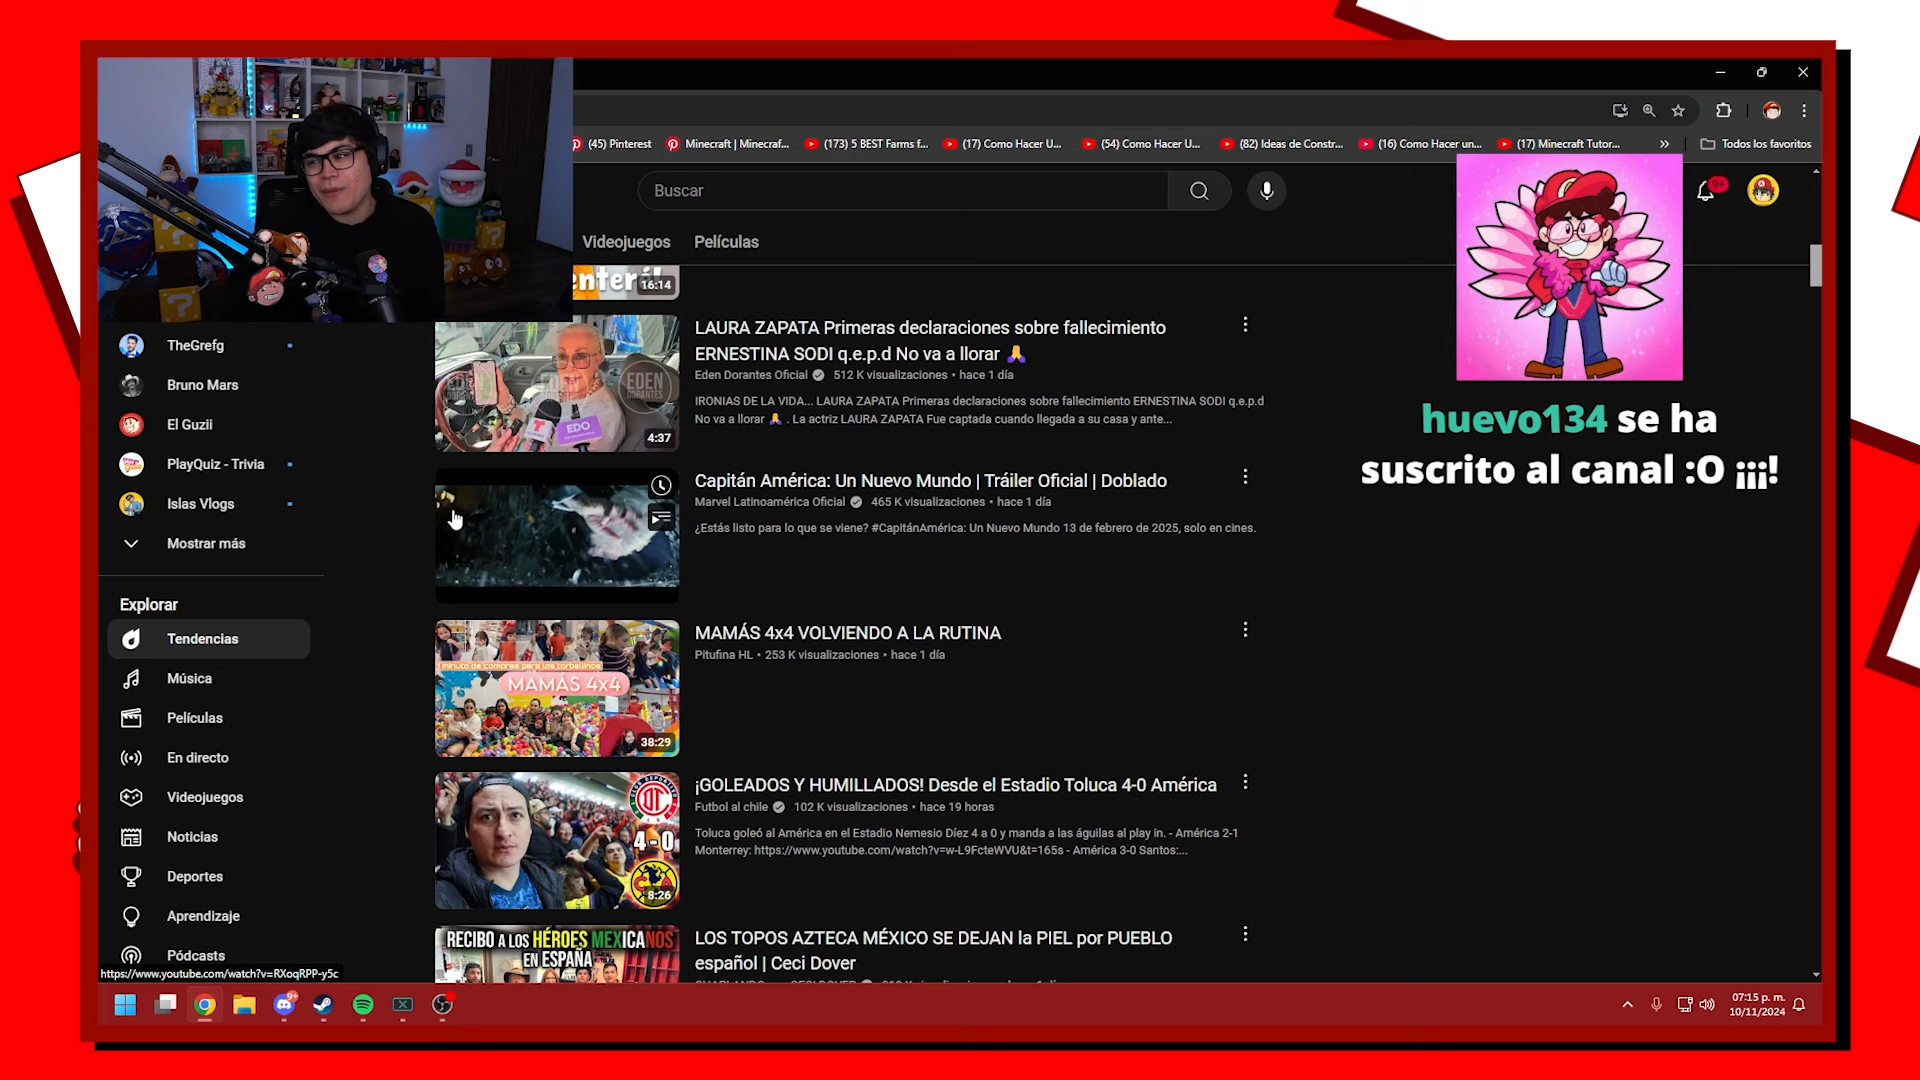 (45) Pinterest
Minecraft | Minecraf...
(173) 5 BEST Farms f...
(17) Como Hacer U...
(54) Como Hacer U...
(82) Ideas de Constr...
(16) Como Hacer un...
(17) Minecraft Tutor...
»
Todos los favoritos
Buscar
9+
Videojuegos
Películas
enterá!
16:14
TheGrefg
Bruno Mars
El Guzii
PlayQuiz - Trivia
Islas Vlogs
Mostrar más
Explorar
Tendencias
Música
Películas
En directo
Videojuegos
Noticias
Deportes
Aprendizaje
Pódcasts
https://www.youtube.com/watch?v=RXoqRPP-y5c
EDEN
DORANTES
EDO
4:37
LAURA ZAPATA Primeras declaraciones sobre fallecimiento
ERNESTINA SODI q.e.p.d No va a llorar 🙏
Eden Dorantes Oficial 512 K visualizaciones • hace 1 día
IRONIAS DE LA VIDA... LAURA ZAPATA Primeras declaraciones sobre fallecimiento ERNESTINA SODI q.e.p.d
No va a llorar 🙏 . La actriz LAURA ZAPATA Fue captada cuando llegada a su casa y ante...
Capitán América: Un Nuevo Mundo | Tráiler Oficial | Doblado
Marvel Latinoamérica Oficial 465 K visualizaciones • hace 1 día
¿Estás listo para lo que se viene? #CapitánAmérica: Un Nuevo Mundo 13 de febrero de 2025, solo en cines.
1 minuto de compras para los torbellinos
MAMÁS 4x4
38:29
MAMÁS 4x4 VOLVIENDO A LA RUTINA
Pitufina HL • 253 K visualizaciones • hace 1 día
4-0
8:26
¡GOLEADOS Y HUMILLADOS! Desde el Estadio Toluca 4-0 América
Futbol al chile 102 K visualizaciones • hace 19 horas
Toluca goleó al América en el Estadio Nemesio Díez 4 a 0 y manda a las águilas al play in. - América 2-1
Monterrey: https://www.youtube.com/watch?v=w-L9FcteWVU&t=165s - América 3-0 Santos:...
RECIBO A LOS HÉROES MEXICANOS
EN ESPAÑA
LOS TOPOS AZTECA MÉXICO SE DEJAN la PIEL por PUEBLO
español | Ceci Dover
huevo134 se ha
suscrito al canal :O ¡¡¡!
07:15 p. m.
10/11/2024